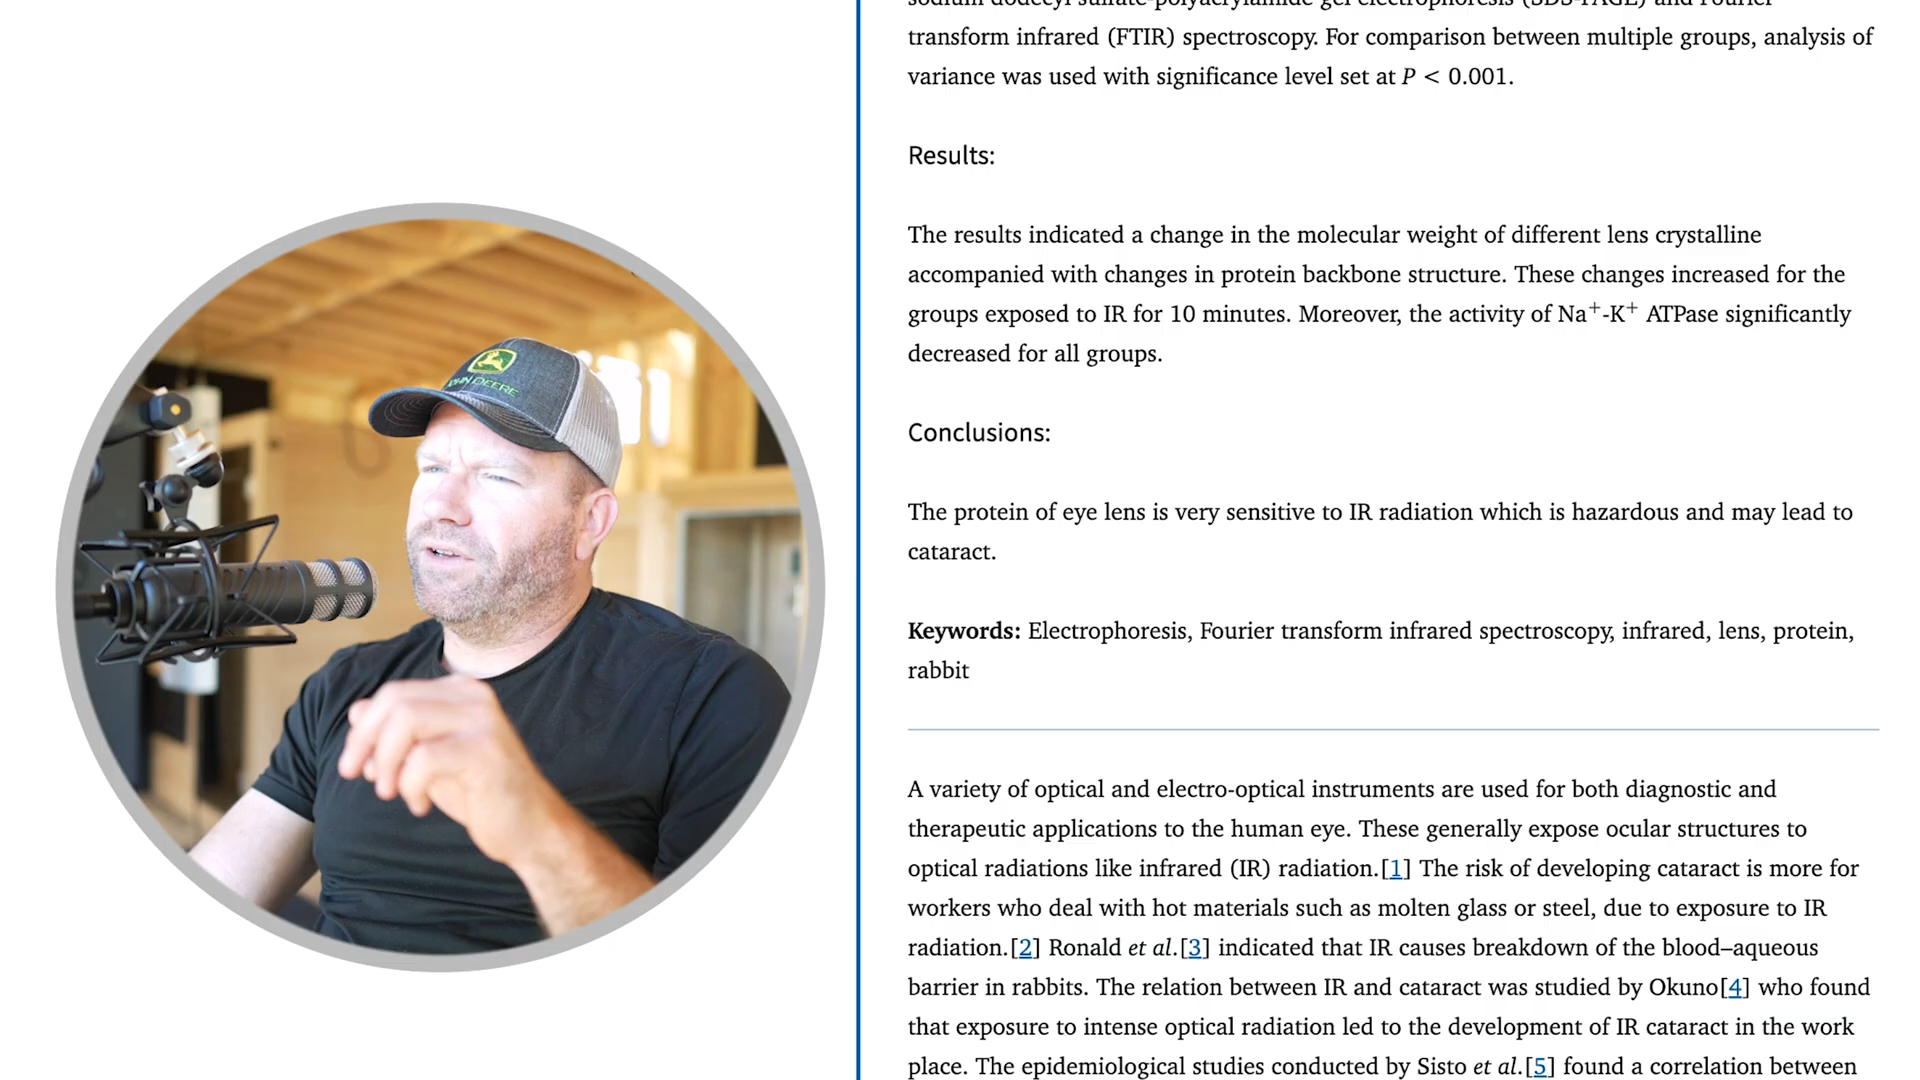 JOHN DEERE
sodium dodecyl sulfate-polyacrylamide gel electrophoresis (SDS-PAGE) and Fourier
transform infrared (FTIR) spectroscopy. For comparison between multiple groups, analysis of
variance was used with significance level set at P < 0.001.
Results:
The results indicated a change in the molecular weight of different lens crystalline
accompanied with changes in protein backbone structure. These changes increased for the
groups exposed to IR for 10 minutes. Moreover, the activity of Na⁺-K⁺ ATPase significantly
decreased for all groups.
Conclusions:
The protein of eye lens is very sensitive to IR radiation which is hazardous and may lead to
cataract.
Keywords: Electrophoresis, Fourier transform infrared spectroscopy, infrared, lens, protein,
rabbit
A variety of optical and electro-optical instruments are used for both diagnostic and
therapeutic applications to the human eye. These generally expose ocular structures to
optical radiations like infrared (IR) radiation.[1] The risk of developing cataract is more for
workers who deal with hot materials such as molten glass or steel, due to exposure to IR
radiation.[2] Ronald et al.[3] indicated that IR causes breakdown of the blood–aqueous
barrier in rabbits. The relation between IR and cataract was studied by Okuno[4] who found
that exposure to intense optical radiation led to the development of IR cataract in the work
place. The epidemiological studies conducted by Sisto et al.[5] found a correlation between